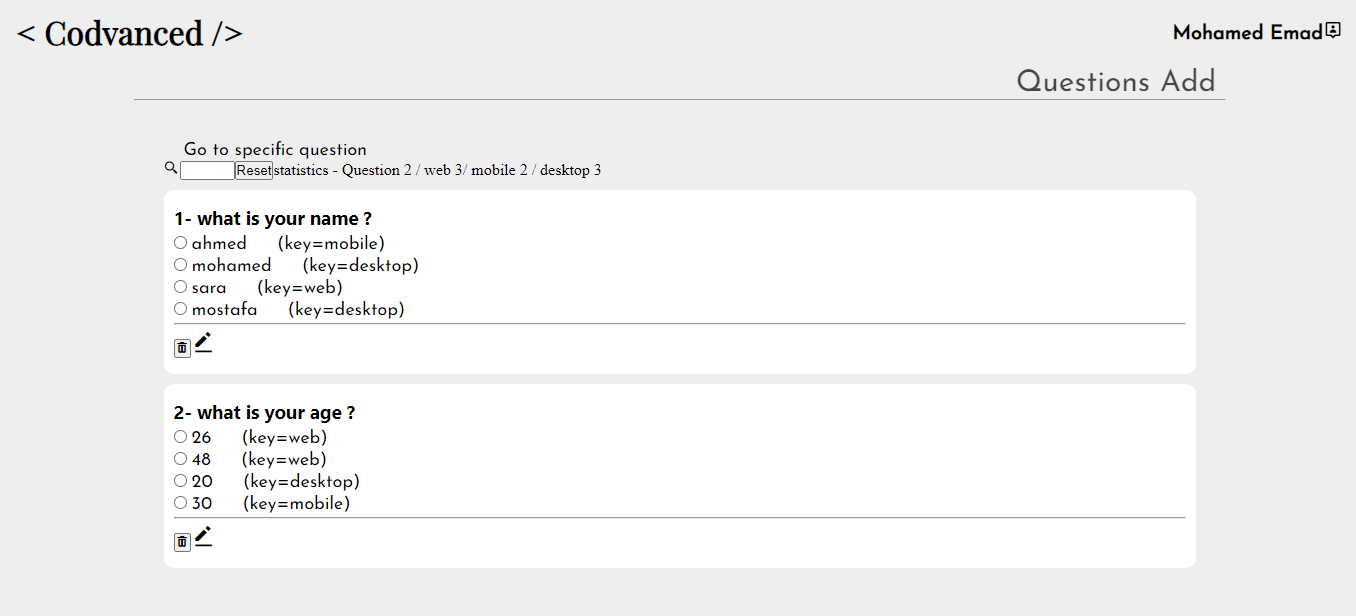 < Codvanced />
Mohamed Emad
Questions Add
Go to specific question
Resetstatistics - Question 2 / web 3/ mobile 2 / desktop 3
1- what is your name ?
ahmed (key=mobile)
mohamed (key=desktop)
sara (key=web)
mostafa (key=desktop)
2- what is your age ?
26 (key=web)
48 (key=web)
20 (key=desktop)
30 (key=mobile)